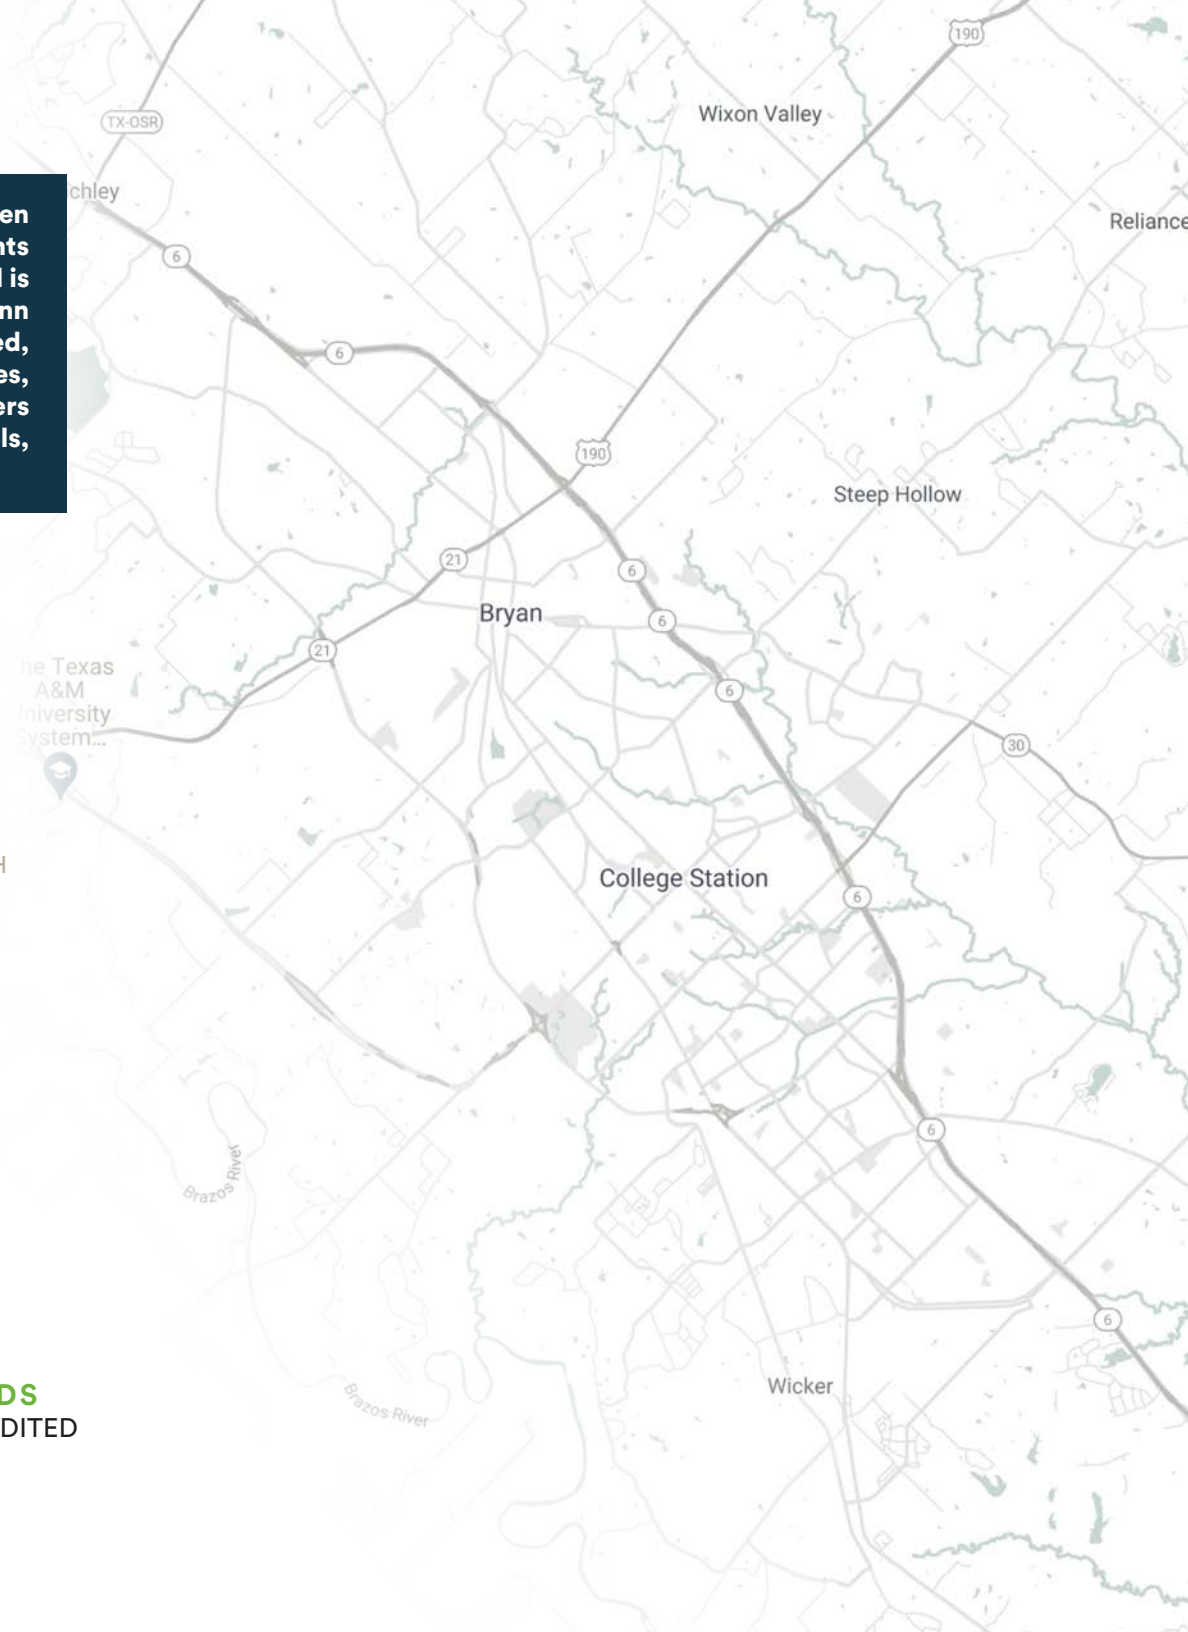 190
Wixon Valley
TX-OSR
chley
en
nts
l is
nn
ed,
es,
ers
ls,
Reliance
6
6
190
Steep Hollow
21
6
Bryan
6
21
he Texas
A&M
niversity
System...
6
30
H
College Station
6
6
Brazos River
6
DS
DITED
Wicker
Brazos River